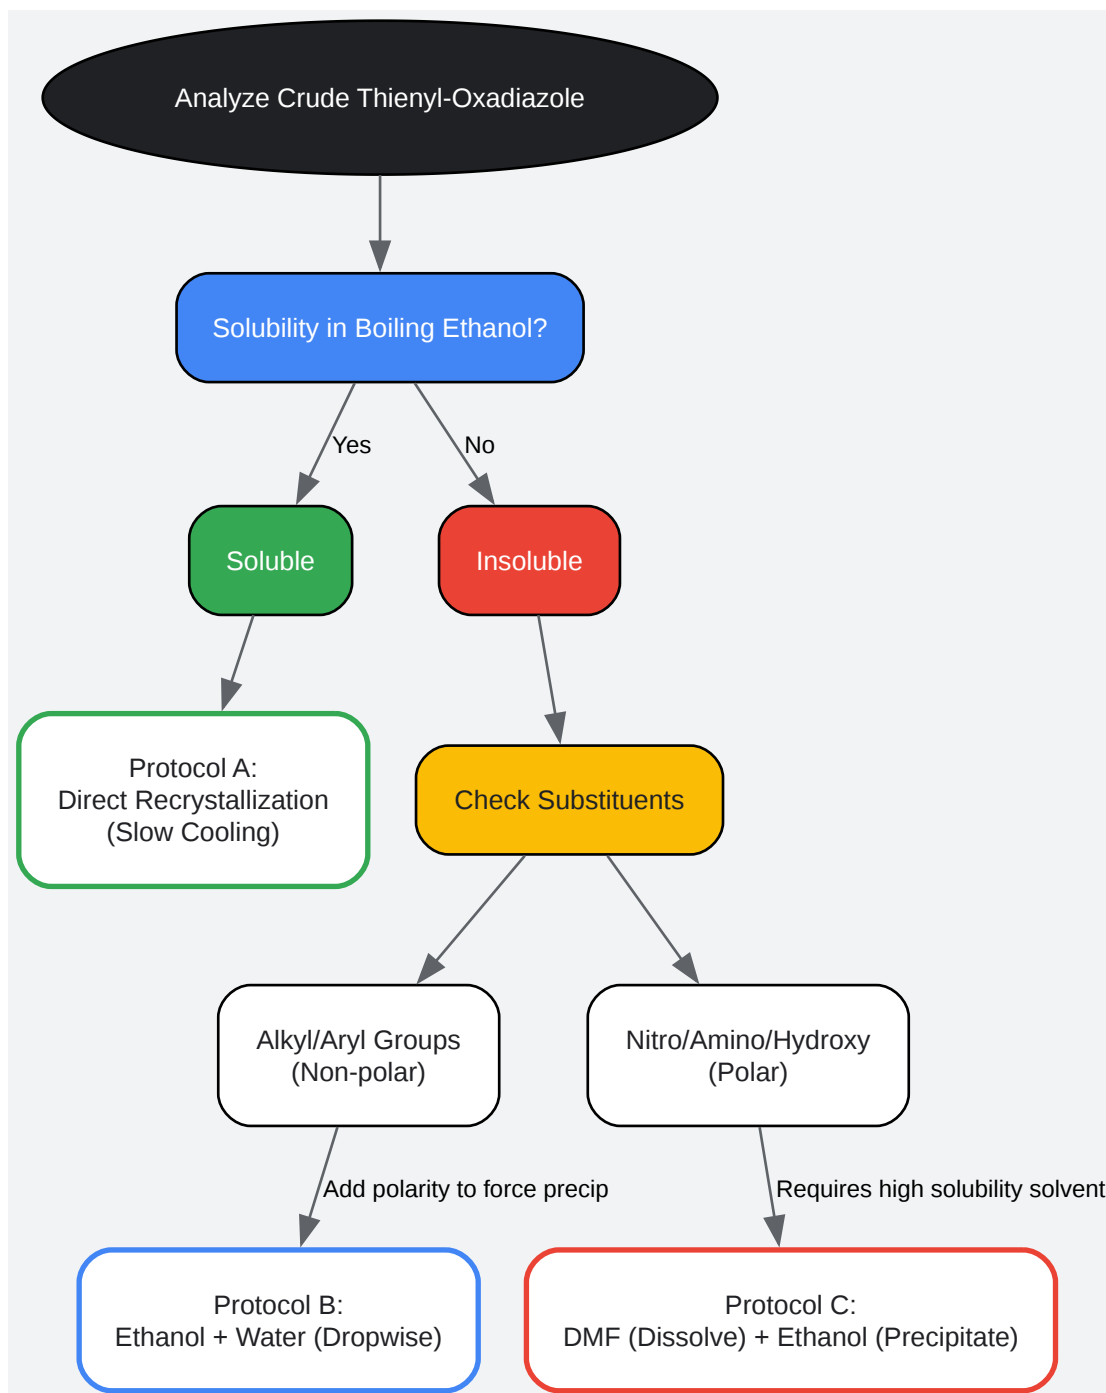 Analyze Crude Thienyl-Oxadiazole
Solubility in Boiling Ethanol?
Yes
No
Soluble
Insoluble
Protocol A:
Direct Recrystallization
(Slow Cooling)
Check Substituents
Alkyl/Aryl Groups
(Non-polar)
Nitro/Amino/Hydroxy
(Polar)
Add polarity to force precip
Requires high solubility solvent
Protocol B:
Ethanol + Water (Dropwise)
Protocol C:
DMF (Dissolve) + Ethanol (Precipitate)